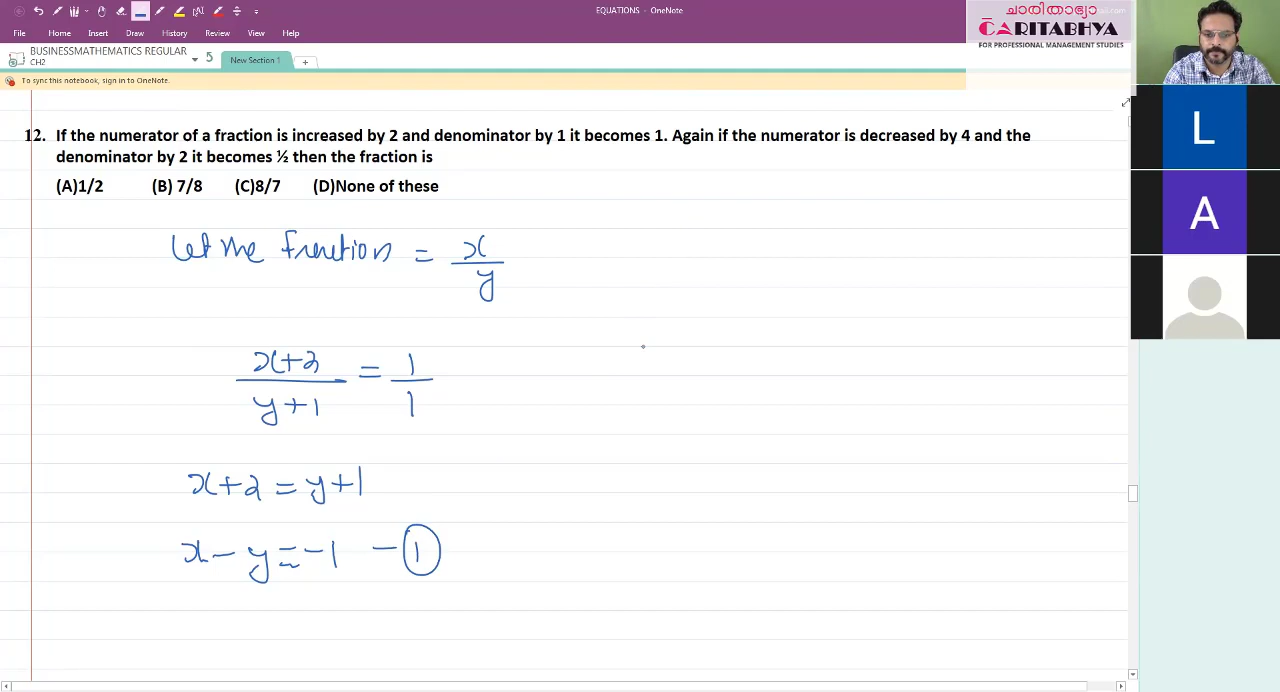 EQUATIONS - OneNote
File Home Insert Draw History Review View Help
ചാരിതാഭ്യാ
CARITABHYA
FOR PROFESSIONAL MANAGEMENT STUDIES
BUSINESSMATHEMATICS REGULAR
CH2
New Section 1
To sync this notebook, sign in to OneNote.
12. If the numerator of a fraction is increased by 2 and denominator by 1 it becomes 1. Again if the numerator is decreased by 4 and the
denominator by 2 it becomes ½ then the fraction is
(A)1/2 (B) 7/8 (C)8/7 (D)None of these
Let the fraction = x/y
x+2/y+1 = 1/1
x+2 = y+1
x - y = -1 - 1
L
A